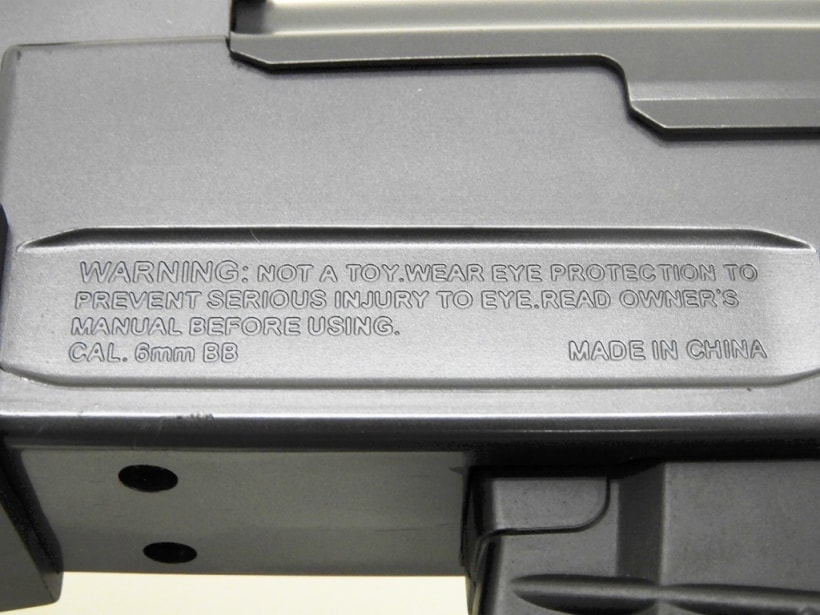 WARNING: NOT A TOY.WEAR EYE PROTECTION TO
PREVENT SERIOUS INJURY TO EYE.READ OWNER'S
MANUAL BEFORE USING.
CAL. 6mm BB MADE IN CHINA